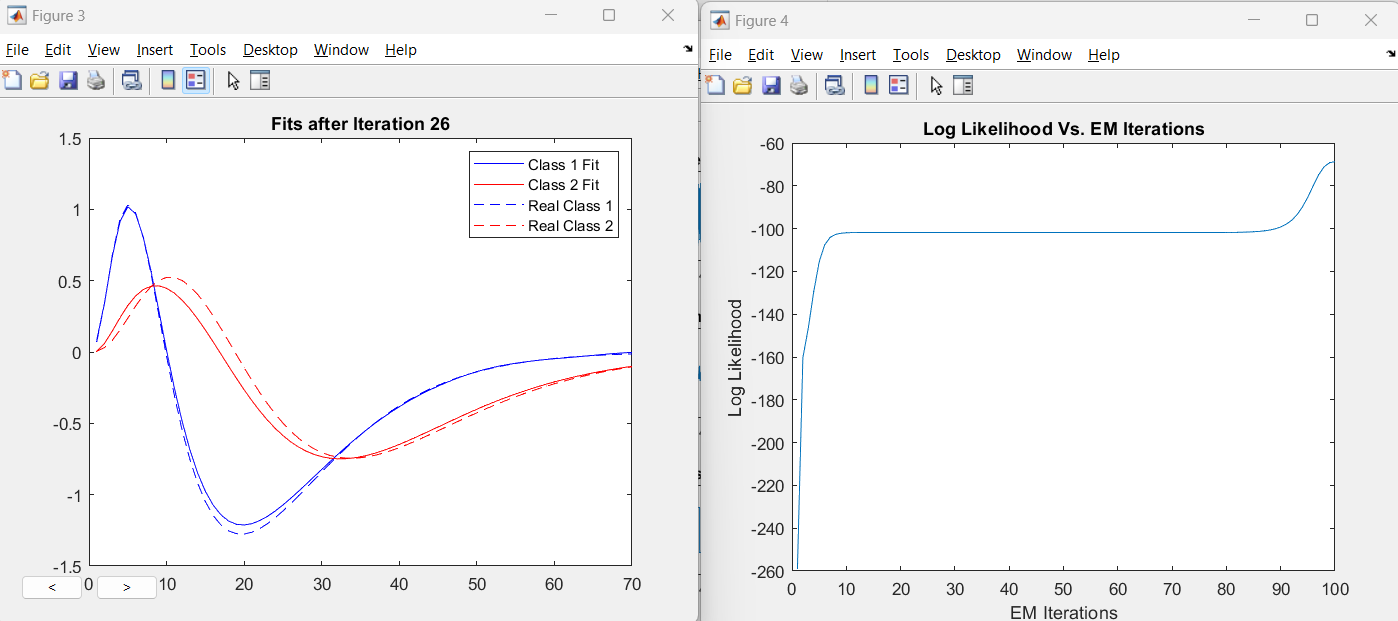 Figure 3
File Edit View Insert Tools Desktop Window Help
Fits after Iteration 26
1.5
1
0.5
0
-0.5
-1
-1.5
Class 1 Fit
Class 2 Fit
Real Class 1
Real Class 2
0 10 20 30 40 50 60 70
< >
Figure 4
File Edit View Insert Tools Desktop Window Help
Log Likelihood Vs. EM Iterations
-60
-80
-100
-120
-140
-160
-180
-200
-220
-240
-260
Log Likelihood
0 10 20 30 40 50 60 70 80 90 100
EM Iterations